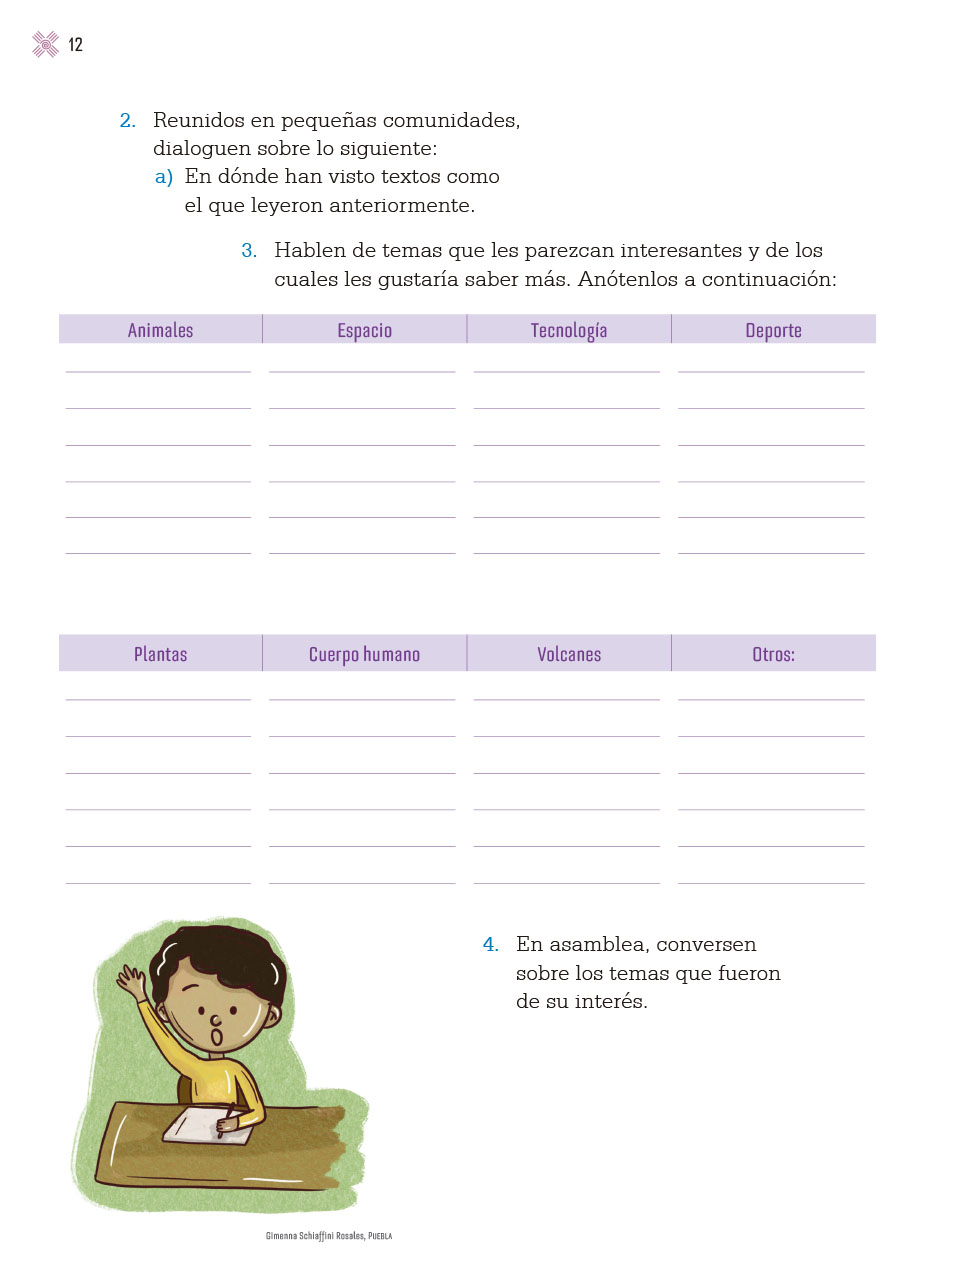 12
2. Reunidos en pequeñas comunidades,
dialoguen sobre lo siguiente:
a) En dónde han visto textos como
el que leyeron anteriormente.
3. Hablen de temas que les parezcan interesantes y de los
cuales les gustaría saber más. Anótenlos a continuación:
Animales Espacio Tecnología Deporte
Plantas Cuerpo humano Volcanes Otros:
4. En asamblea, conversen
sobre los temas que fueron
de su interés.
Gimenna Schiaffini Rosales, PUEBLA